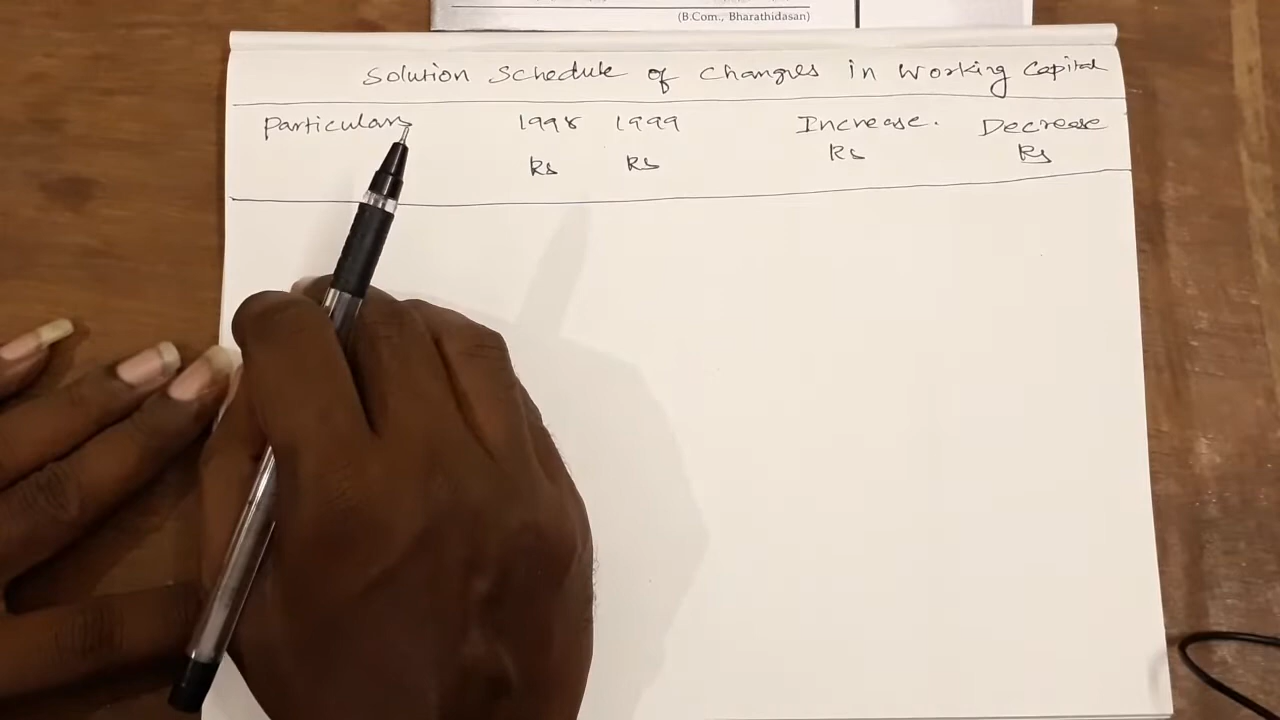 (B.Com., Bharathidasan)
Solution Schedule of Changes in Working Capital
Particulars 1998 1999 Increase. Decrease
Rs Rs Rs Rs